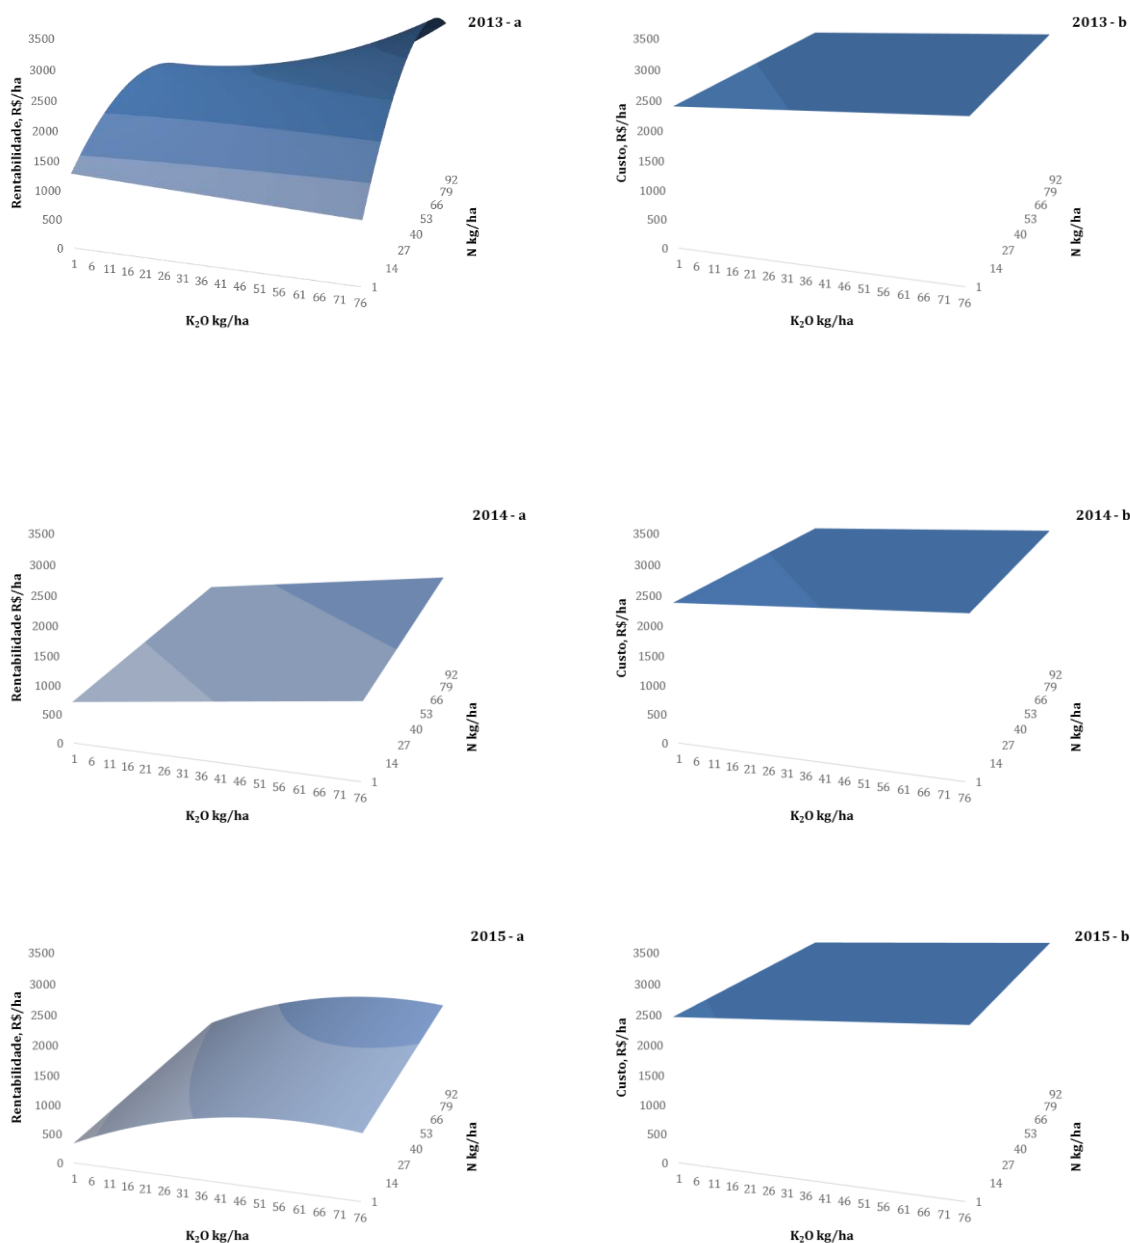 2013 - a
Rentabilidade, R$/ha
3500
3000
2500
2000
1500
1000
500
0
1 6 11 16 21 26 31 36 41 46 51 56 61 66 71 76
K₂O kg/ha
1 14 27 40 53 66 79 92
N kg/ha
2013 - b
Custo, R$/ha
3500
3000
2500
2000
1500
1000
500
0
1 6 11 16 21 26 31 36 41 46 51 56 61 66 71 76
K₂O kg/ha
1 14 27 40 53 66 79 92
N kg/ha
2014 - a
Rentabilidade R$/ha
3500
3000
2500
2000
1500
1000
500
0
1 6 11 16 21 26 31 36 41 46 51 56 61 66 71 76
K₂O kg/ha
1 14 27 40 53 66 79 92
N kg/ha
2014 - b
Custo, R$/ha
3500
3000
2500
2000
1500
1000
500
0
1 6 11 16 21 26 31 36 41 46 51 56 61 66 71 76
K₂O kg/ha
1 14 27 40 53 66 79 92
N kg/ha
2015 - a
Rentabilidade, R$/ha
3500
3000
2500
2000
1500
1000
500
0
1 6 11 16 21 26 31 36 41 46 51 56 61 66 71 76
K₂O kg/ha
1 14 27 40 53 66 79 92
N kg/ha
2015 - b
Custo, R$/ha
3500
3000
2500
2000
1500
1000
500
0
1 6 11 16 21 26 31 36 41 46 51 56 61 66 71 76
K₂O kg/ha
1 14 27 40 53 66 79 92
N kg/ha